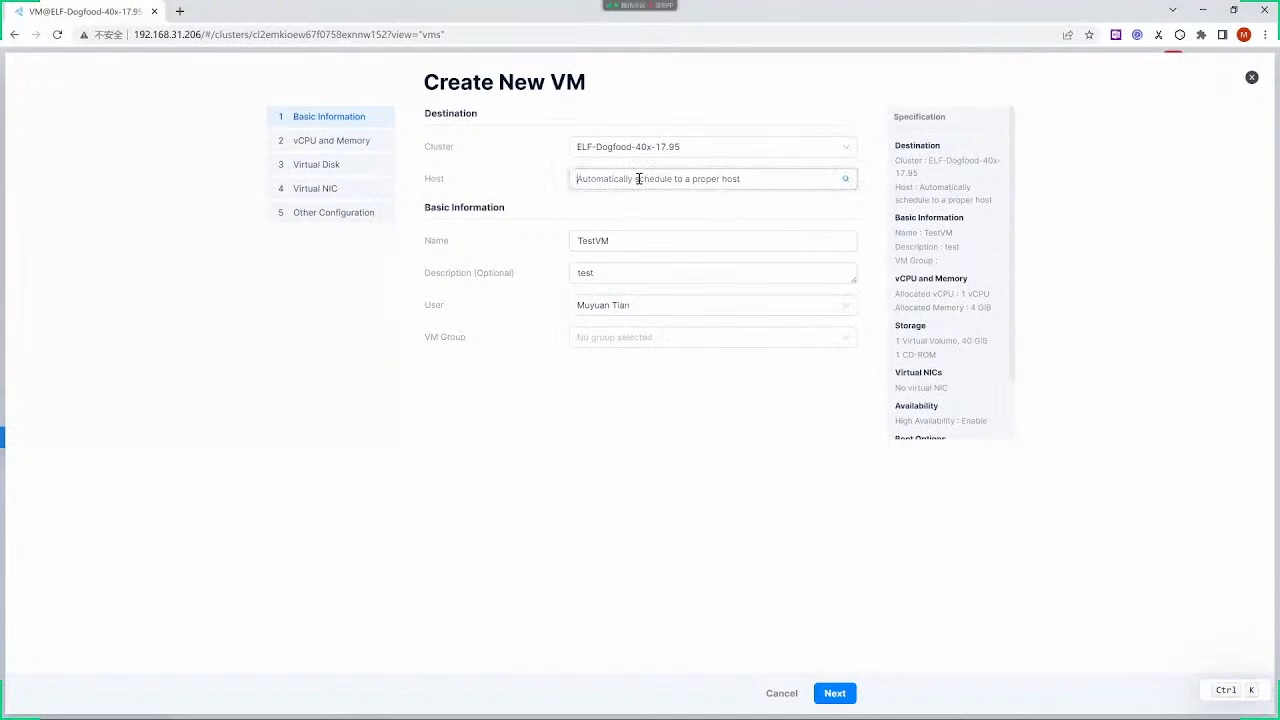 VM@ELF-Dogfood-40x-17.95
不安全
192.168.31.206/#/clusters/cl2emkioew67f0758exnnw152?view="vms"
M
Create New VM
1 Basic Information
2 vCPU and Memory
3 Virtual Disk
4 Virtual NIC
5 Other Configuration
Destination
Cluster
ELF-Dogfood-40x-17.95
Host
Automatically schedule to a proper host
Basic Information
Name
TestVM
Description (Optional)
test
User
Muyuan Tian
VM Group
No group selected
Specification
Destination
Cluster : ELF-Dogfood-40x-
17.95
Host : Automatically
schedule to a proper host
Basic Information
Name : TestVM
Description : test
VM Group :
vCPU and Memory
Allocated vCPU : 1 vCPU
Allocated Memory : 4 GiB
Storage
1 Virtual Volume, 40 GiB
1 CD-ROM
Virtual NICs
No virtual NIC
Availability
High Availability : Enable
Boot Options
Cancel
Next
Ctrl K